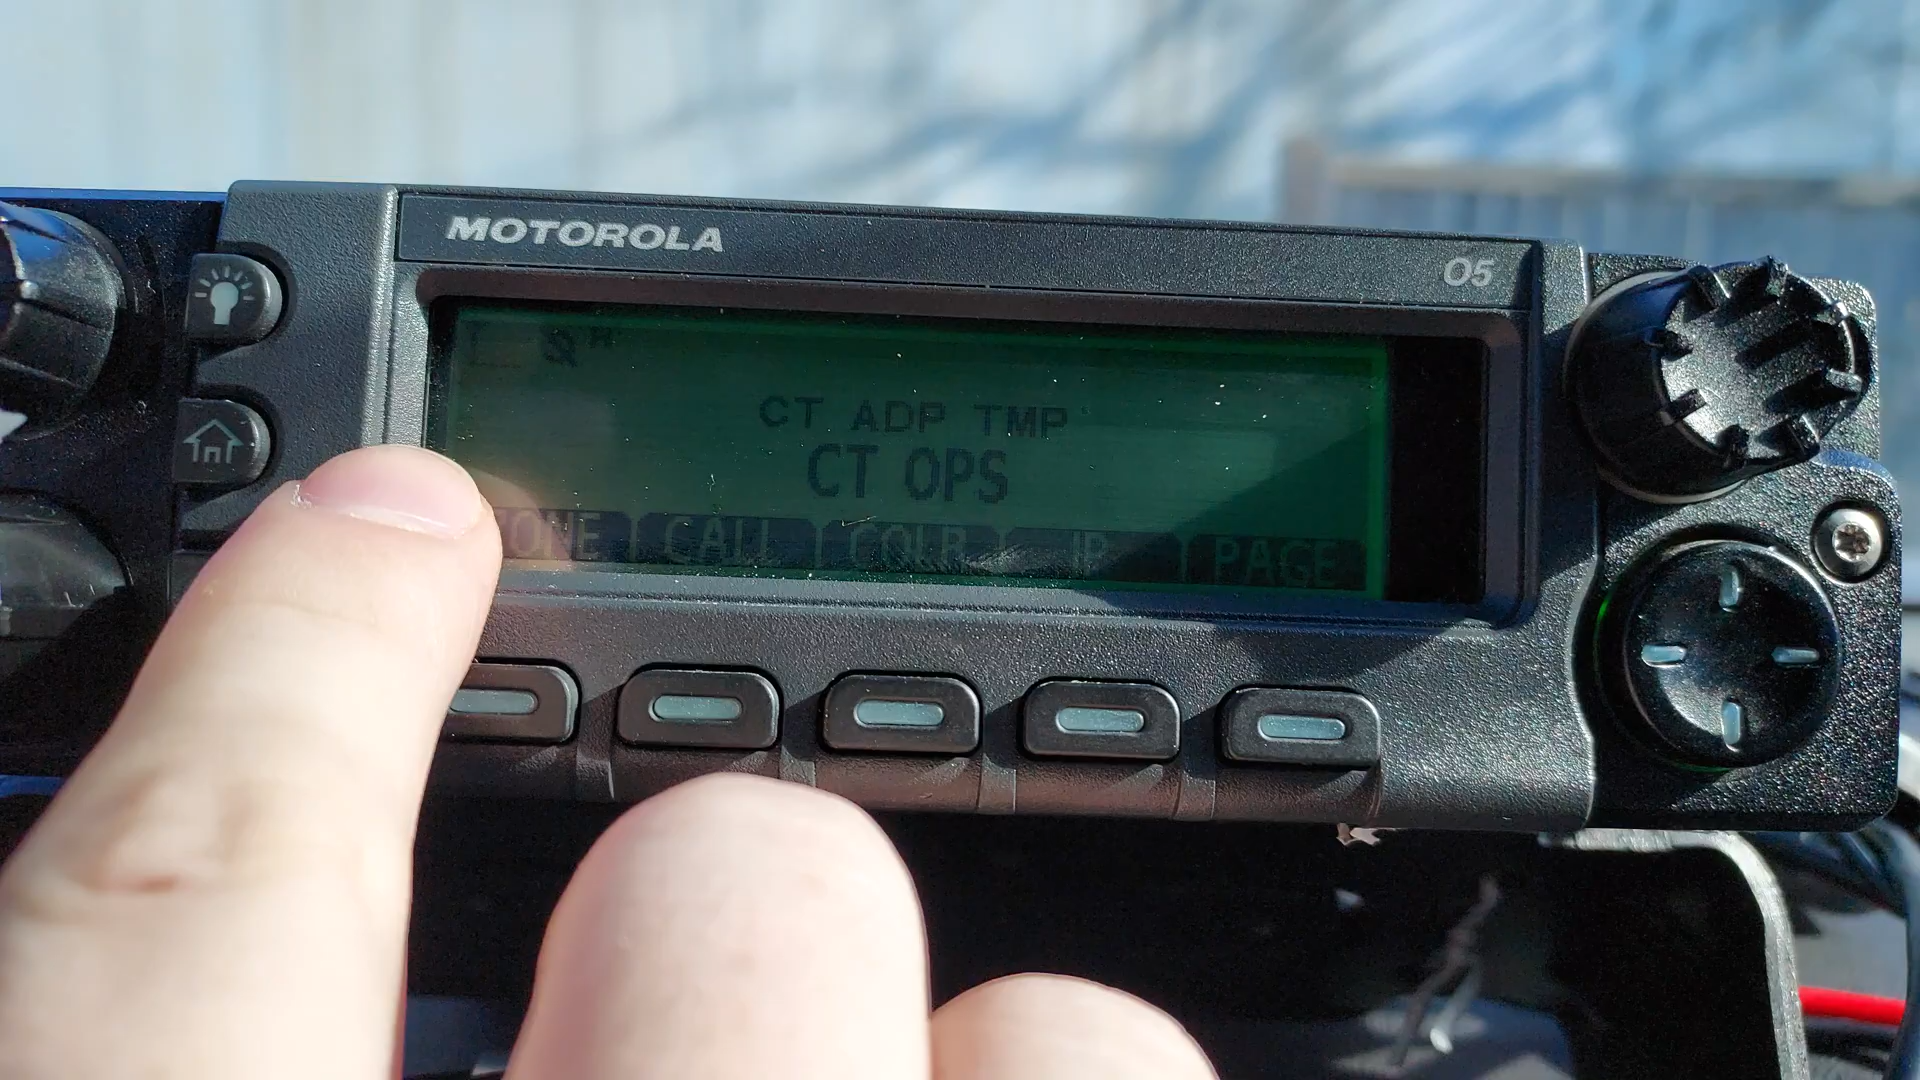 MOTOROLA
O5
CT ADP TMP
CT OPS
ZONE CALL COLR IP PAGE